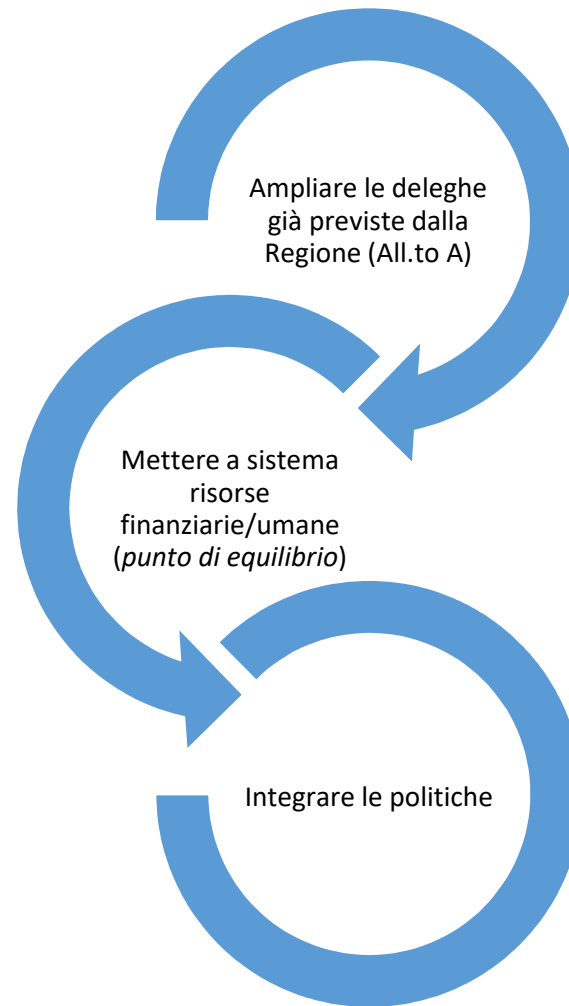 Ampliare le deleghe
già previste dalla
Regione (All.to A)
Mettere a sistema
risorse
finanziarie/umane
(punto di equilibrio)
Integrare le politiche